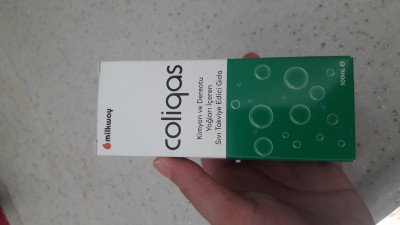 milkway
coliqas
Kimyon ve Dereotu
Yağları İçeren
Sıvı Takviye Edici Gıda
100mL e